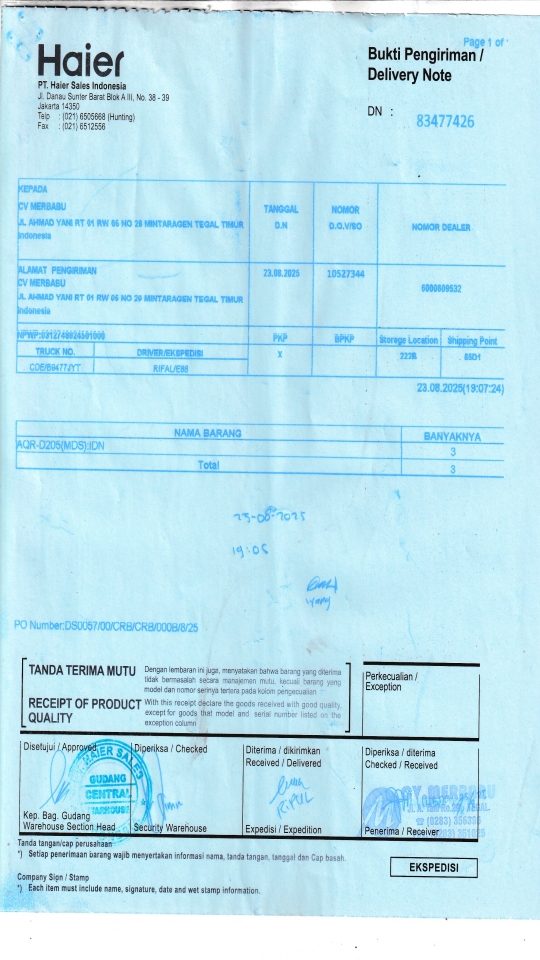 Page 1 of
Haier
Bukti Pengiriman /
Delivery Note
PT. Haier Sales Indonesia
Jl. Danau Sunter Barat Blok A III, No. 38 - 39
Jakarta 14350
Telp : (021) 6505668 (Hunting)
Fax : (021) 6512556
DN : 83477426
KEPADA
CV MERBABU
JL AHMAD YANI RT 01 RW 05 NO 29 MINTARAGEN TEGAL TIMUR
Indonesia
TANGGAL
D.N
NOMOR
D.O.V/SO
NOMOR DEALER
ALAMAT PENGIRIMAN
CV MERBABU
JL AHMAD YANI RT 01 RW 05 NO 29 MINTARAGEN TEGAL TIMUR
Indonesia
23.08.2025
10527344
6000609532
NPWP:0312749824501000
PKP
BPKP
Storege Location
Shipping Point
TRUCK NO.
DRIVER/EKSPEDISI
X
222B
65D1
CDE/B9477JYT
RIFAL/E88
23.08.2025(19:07:24)
NAMA BARANG
BANYAKNYA
AQR-D205(MDS):IDN
3
Total
3
23-08-2025
19:05
PO Number:DS0057/00/CRB/CRB/000B/8/25
TANDA TERIMA MUTU
Dengan lembaran ini juga, menyatakan bahwa barang yang diterima
tidak bermasalah secara manajemen mutu, kecuali barang yang
model dan nomor serinya tertera pada kolom pengecualian
RECEIPT OF PRODUCT
QUALITY
With this receipt declare the goods received with good quality,
except for goods that model and serial number listed on the
exception column
Perkecualian /
Exception
Disetujui / Approved
Diperiksa / Checked
Diterima / dikirimkan
Received / Delivered
Diperiksa / diterima
Checked / Received
HAIER SALES
GUDANG
CENTRAL
WAREHOUSE
RIPUL
CV MERBABU
Kep. Bag. Gudang
Warehouse Section Head
Security Warehouse
Expedisi / Expedition
Penerima / Receiver
Tanda tangan/cap perusahaan
*) Setiap penerimaan barang wajib menyertakan informasi nama, tanda tangan, tanggal dan Cap basah.
EKSPEDISI
Company Sign / Stamp
*) Each item must include name, signature, date and wet stamp information.